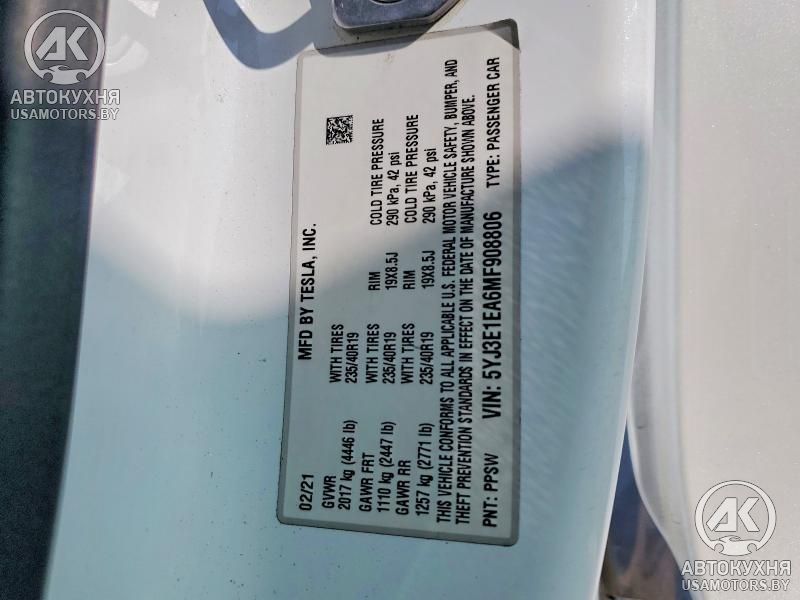 АК
АВТОКУХНЯ
USAMOTORS.BY
MFD BY TESLA, INC.
02/21
GVWR WITH TIRES
2017 kg (4446 lb) 235/40R19
GAWR FRT WITH TIRES RIM COLD TIRE PRESSURE
1110 kg (2447 lb) 235/40R19 19X8.5J 290 kPa, 42 psi
GAWR RR WITH TIRES RIM COLD TIRE PRESSURE
1257 kg (2771 lb) 235/40R19 19X8.5J 290 kPa, 42 psi
THIS VEHICLE CONFORMS TO ALL APPLICABLE U.S. FEDERAL MOTOR VEHICLE SAFETY, BUMPER, AND
THEFT PREVENTION STANDARDS IN EFFECT ON THE DATE OF MANUFACTURE SHOWN ABOVE.
PNT: PPSW VIN: 5YJ3E1EA6MF908806 TYPE: PASSENGER CAR
АК
АВТОКУХНЯ
USAMOTORS.BY